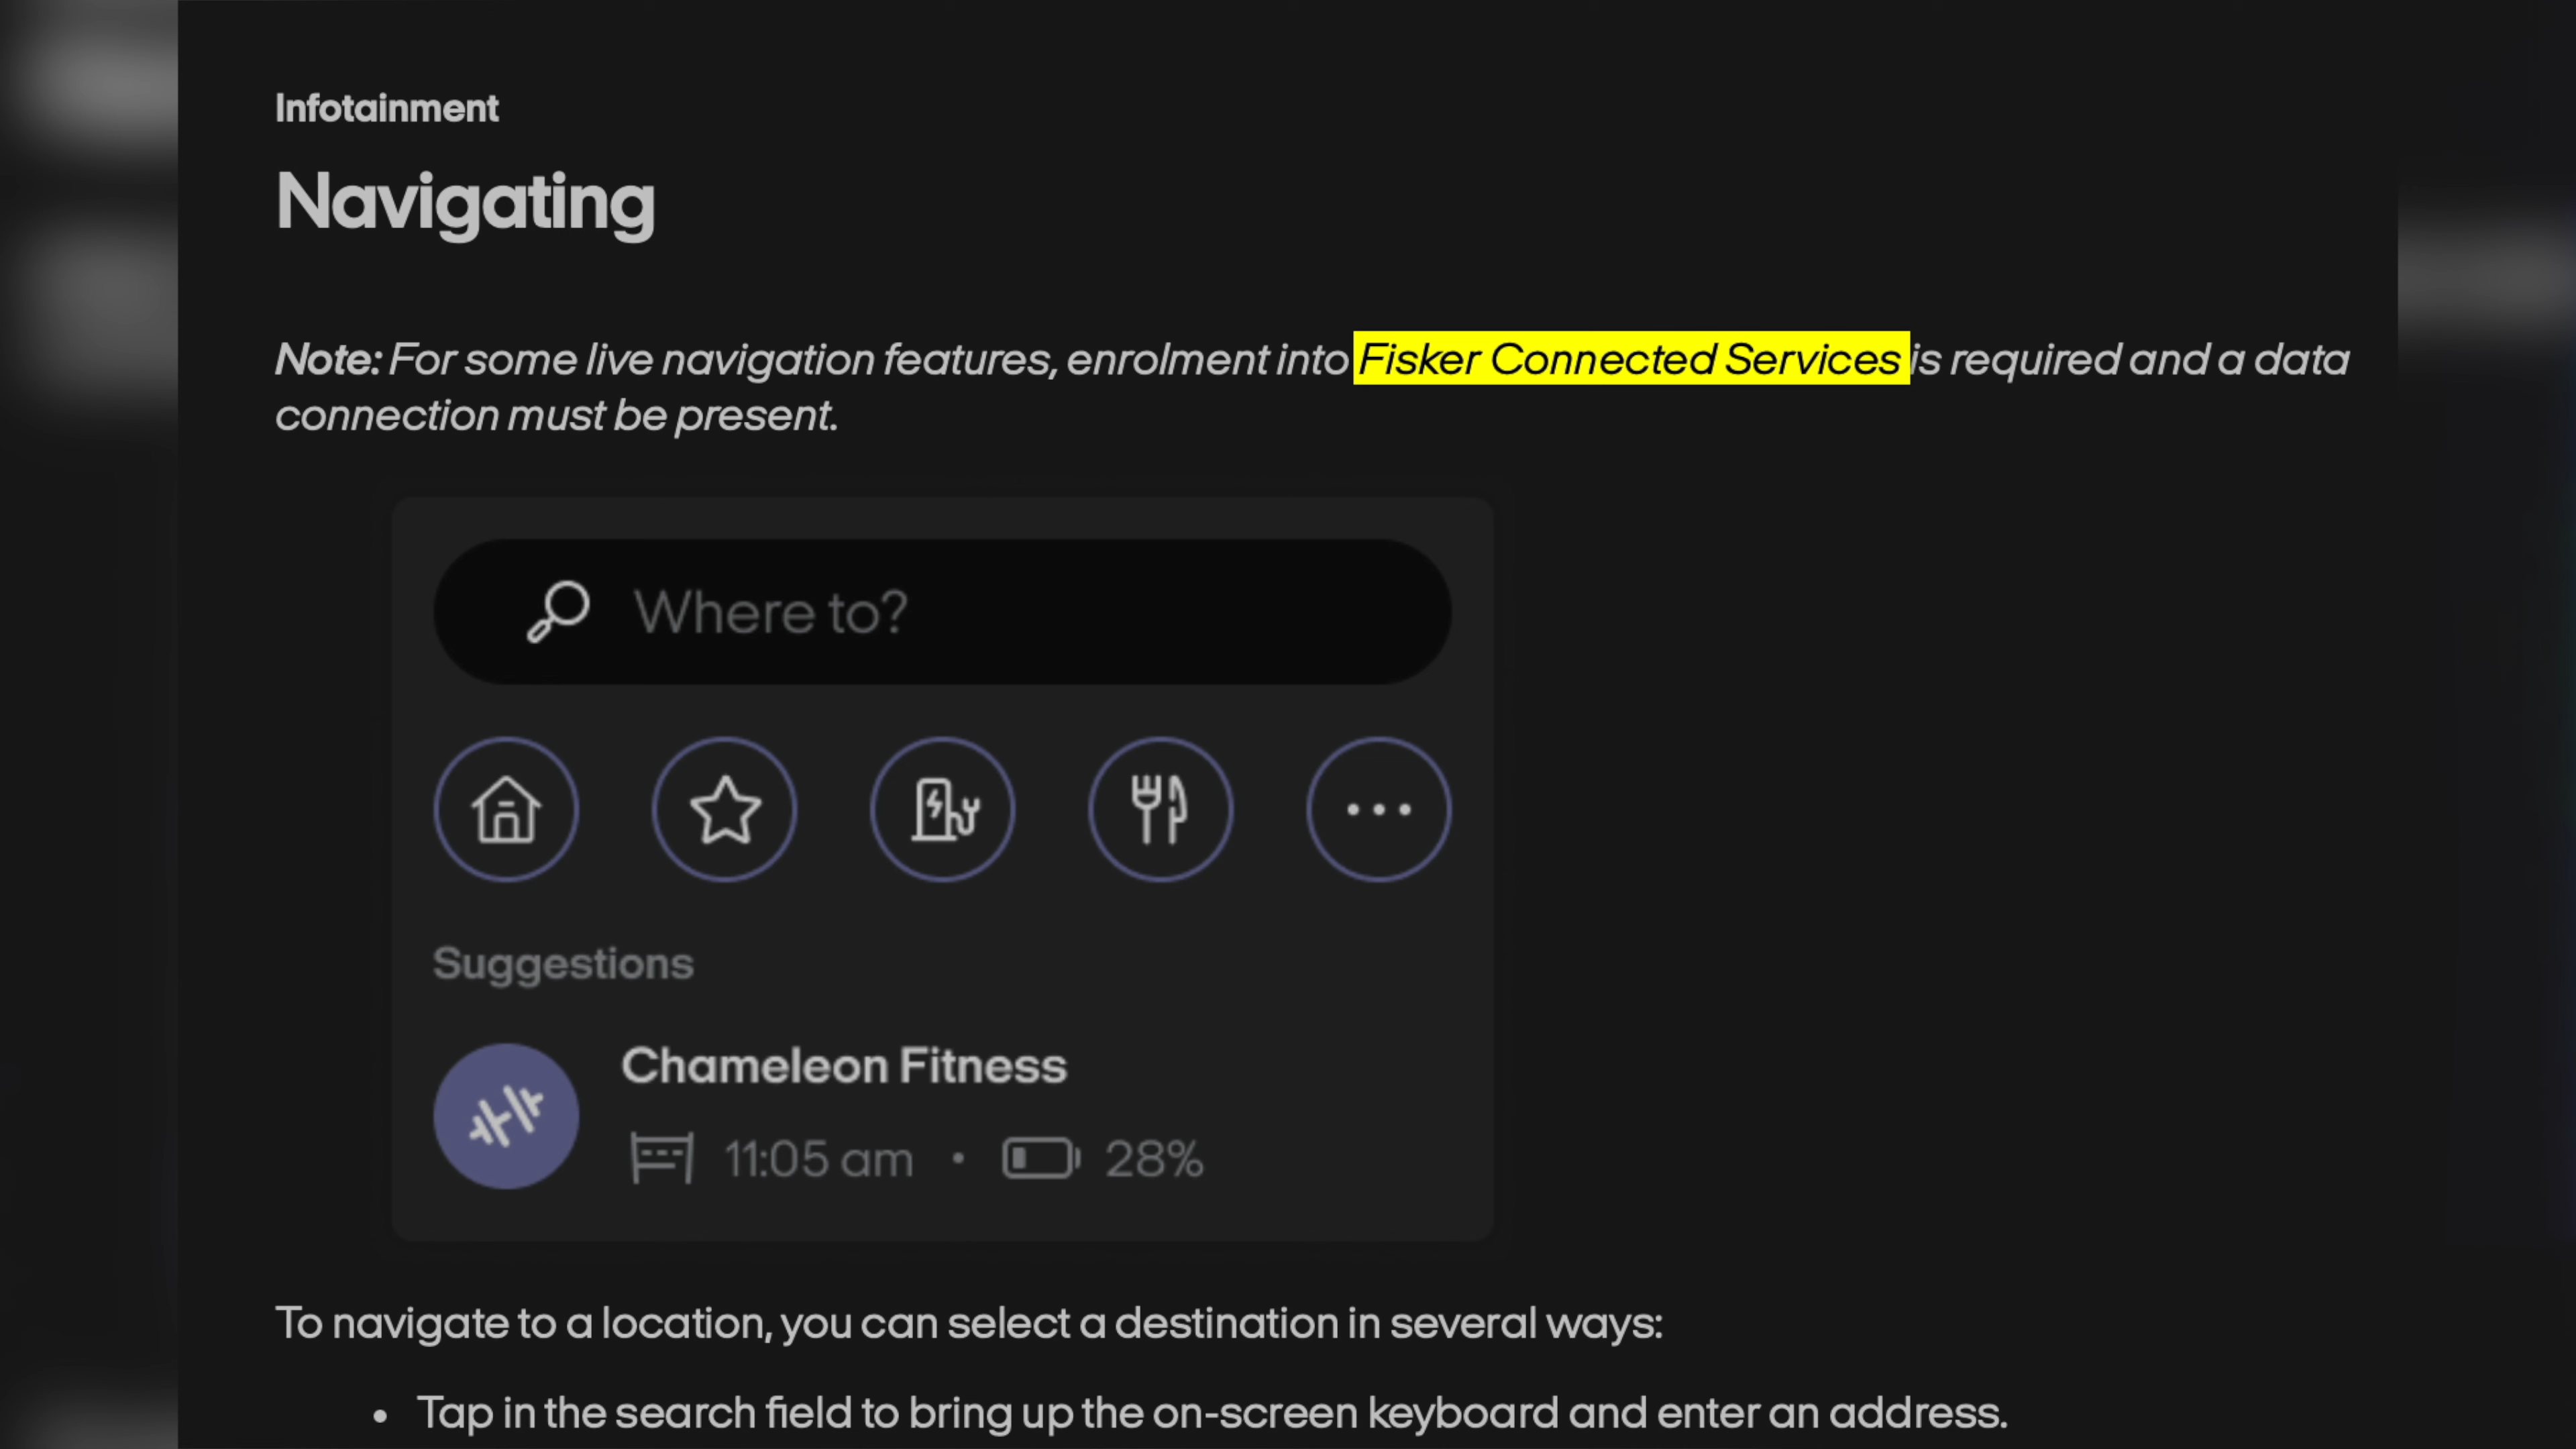 Infotainment
Navigating
Note: For some live navigation features, enrolment into Fisker Connected Services is required and a data
connection must be present.
Where to?
Suggestions
Chameleon Fitness
11:05 am • 28%
To navigate to a location, you can select a destination in several ways:
• Tap in the search field to bring up the on-screen keyboard and enter an address.